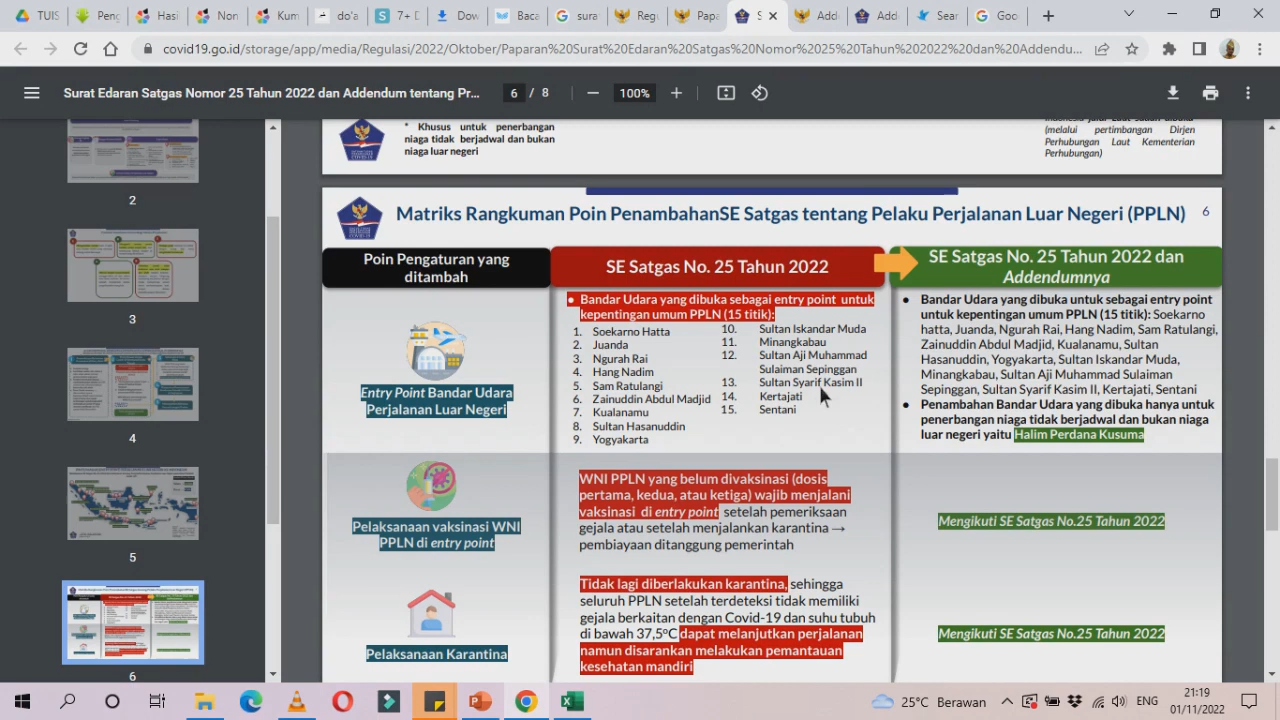 TUIS
Peng
Hasi
Nori
Kum
do'a
7+ D
Dow
Baca
sura
Regu
Papa
S
Add
Adde
Sear
Goo
covid19.go.id/storage/app/media/Regulasi/2022/Oktober/Paparan%20Surat%20Edaran%20Satgas%20Nomor%2025%20Tahun%202022%20dan%20Addendu...
Surat Edaran Satgas Nomor 25 Tahun 2022 dan Addendum tentang Pr...
6 / 8
100%
2
3
4
5
6
* Khusus untuk penerbangan
niaga tidak berjadwal dan bukan
niaga luar negeri
(melalui pertimbangan Dirjen
Perhubungan Laut Kementerian
Perhubungan)
Matriks Rangkuman Poin PenambahanSE Satgas tentang Pelaku Perjalanan Luar Negeri (PPLN)
6
Poin Pengaturan yang
ditambah
SE Satgas No. 25 Tahun 2022
SE Satgas No. 25 Tahun 2022 dan
Addendumnya
Entry Point Bandar Udara
Perjalanan Luar Negeri
• Bandar Udara yang dibuka sebagai entry point untuk
kepentingan umum PPLN (15 titik):
1. Soekarno Hatta
2. Juanda
3. Ngurah Rai
4. Hang Nadim
5. Sam Ratulangi
6. Zainuddin Abdul Madjid
7. Kualanamu
8. Sultan Hasanuddin
9. Yogyakarta
10. Sultan Iskandar Muda
11. Minangkabau
12. Sultan Aji Muhammad
Sulaiman Sepinggan
13. Sultan Syarif Kasim II
14. Kertajati
15. Sentani
• Bandar Udara yang dibuka untuk sebagai entry point
untuk kepentingan umum PPLN (15 titik): Soekarno
hatta, Juanda, Ngurah Rai, Hang Nadim, Sam Ratulangi,
Zainuddin Abdul Madjid, Kualanamu, Sultan
Hasanuddin, Yogyakarta, Sultan Iskandar Muda,
Minangkabau, Sultan Aji Muhammad Sulaiman
Sepinggan, Sultan Syarif Kasim II, Kertajati, Sentani
• Penambahan Bandar Udara yang dibuka hanya untuk
penerbangan niaga tidak berjadwal dan bukan niaga
luar negeri yaitu Halim Perdana Kusuma
Pelaksanaan vaksinasi WNI
PPLN di entry point
WNI PPLN yang belum divaksinasi (dosis
pertama, kedua, atau ketiga) wajib menjalani
vaksinasi di entry point setelah pemeriksaan
gejala atau setelah menjalankan karantina →
pembiayaan ditanggung pemerintah
Mengikuti SE Satgas No.25 Tahun 2022
Pelaksanaan Karantina
Tidak lagi diberlakukan karantina, sehingga
seluruh PPLN setelah terdeteksi tidak memiliki
gejala berkaitan dengan Covid-19 dan suhu tubuh
di bawah 37,5°C dapat melanjutkan perjalanan
namun disarankan melakukan pemantauan
kesehatan mandiri
Mengikuti SE Satgas No.25 Tahun 2022
25°C Berawan
ENG
21:19
01/11/2022